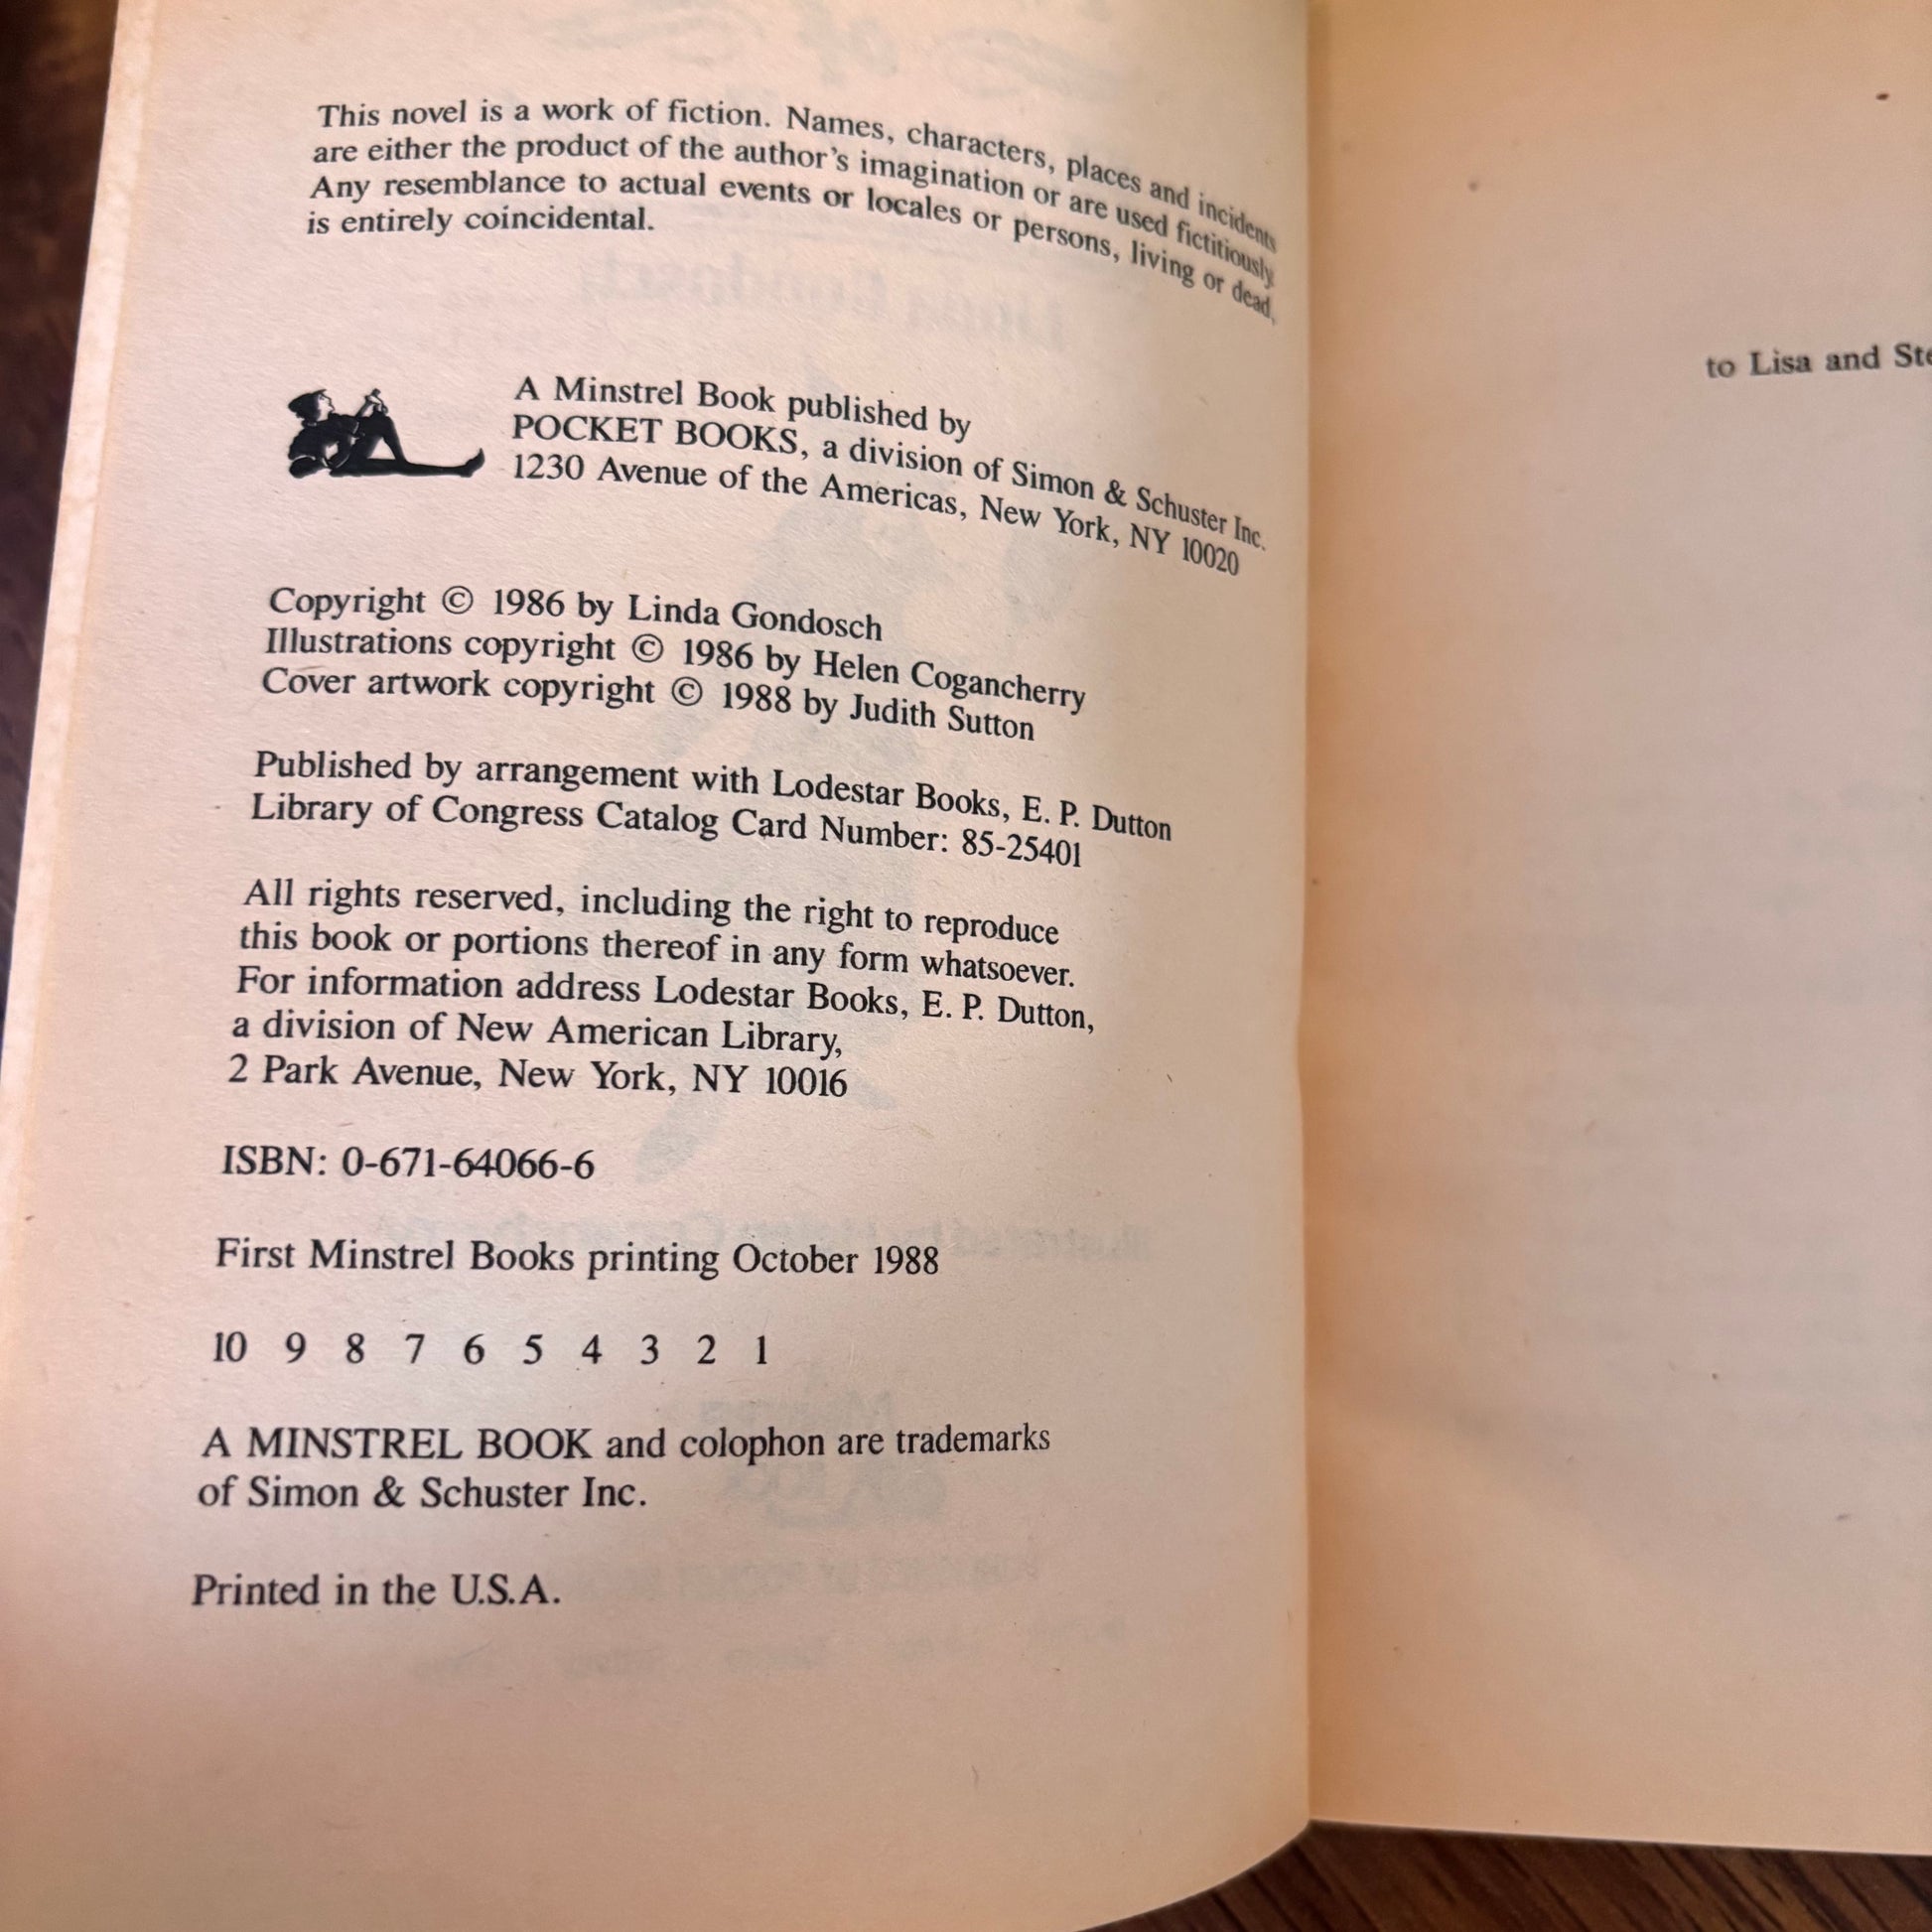 This novel is a work of fiction. Names, characters, places and incidents
are either the product of the author's imagination or are used fictitiously.
Any resemblance to actual events or locales or persons, living or dead,
is entirely coincidental.
A Minstrel Book published by
POCKET BOOKS, a division of Simon & Schuster Inc.
1230 Avenue of the Americas, New York, NY 10020
Copyright © 1986 by Linda Gondosch
Illustrations copyright © 1986 by Helen Cogancherry
Cover artwork copyright © 1988 by Judith Sutton
Published by arrangement with Lodestar Books, E. P. Dutton
Library of Congress Catalog Card Number: 85-25401
All rights reserved, including the right to reproduce
this book or portions thereof in any form whatsoever.
For information address Lodestar Books, E. P. Dutton,
a division of New American Library,
2 Park Avenue, New York, NY 10016
ISBN: 0-671-64066-6
First Minstrel Books printing October 1988
10 9 8 7 6 5 4 3 2 1
A MINSTREL BOOK and colophon are trademarks
of Simon & Schuster Inc.
Printed in the U.S.A.
to Lisa and